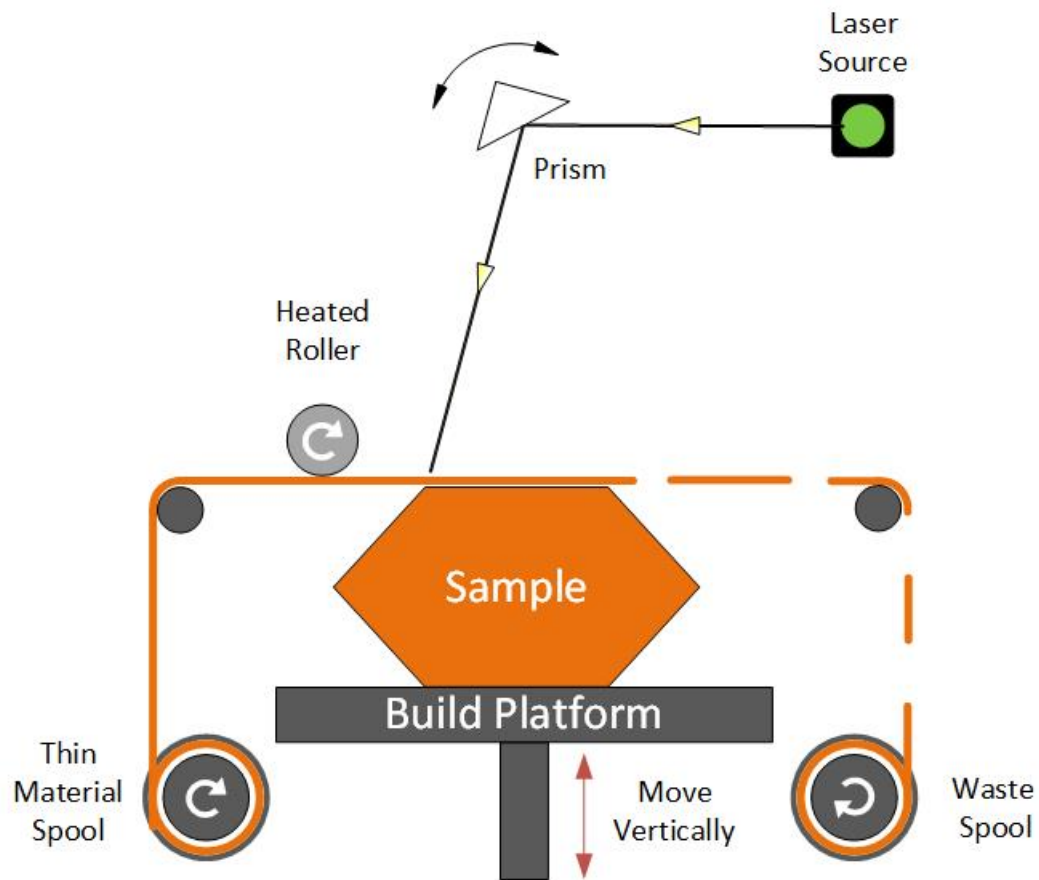 Laser
Source
Prism
Heated
Roller
Sample
Build Platform
Thin
Material
Spool
Move
Vertically
Waste
Spool